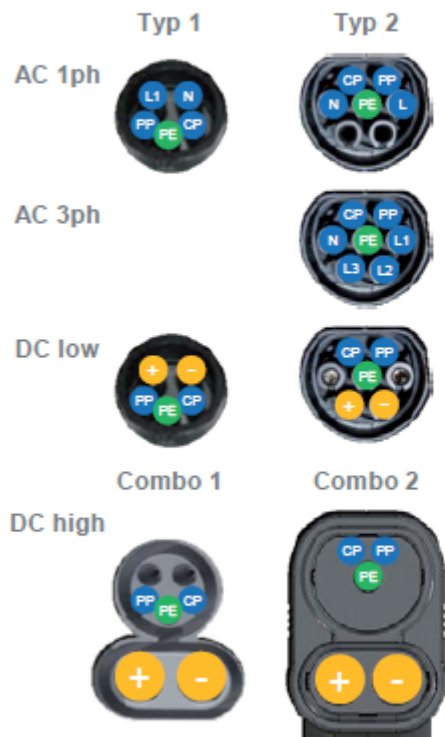 Typ 1 Typ 2
AC 1ph
L1 N
PP PE CP
CP PP
N PE L
AC 3ph
CP PP
N PE L1
L3 L2
DC low
+ -
PP PE CP
CP PP
PE
+ -
Combo 1 Combo 2
DC high
PP PE CP
+ -
CP PP
PE
+ -